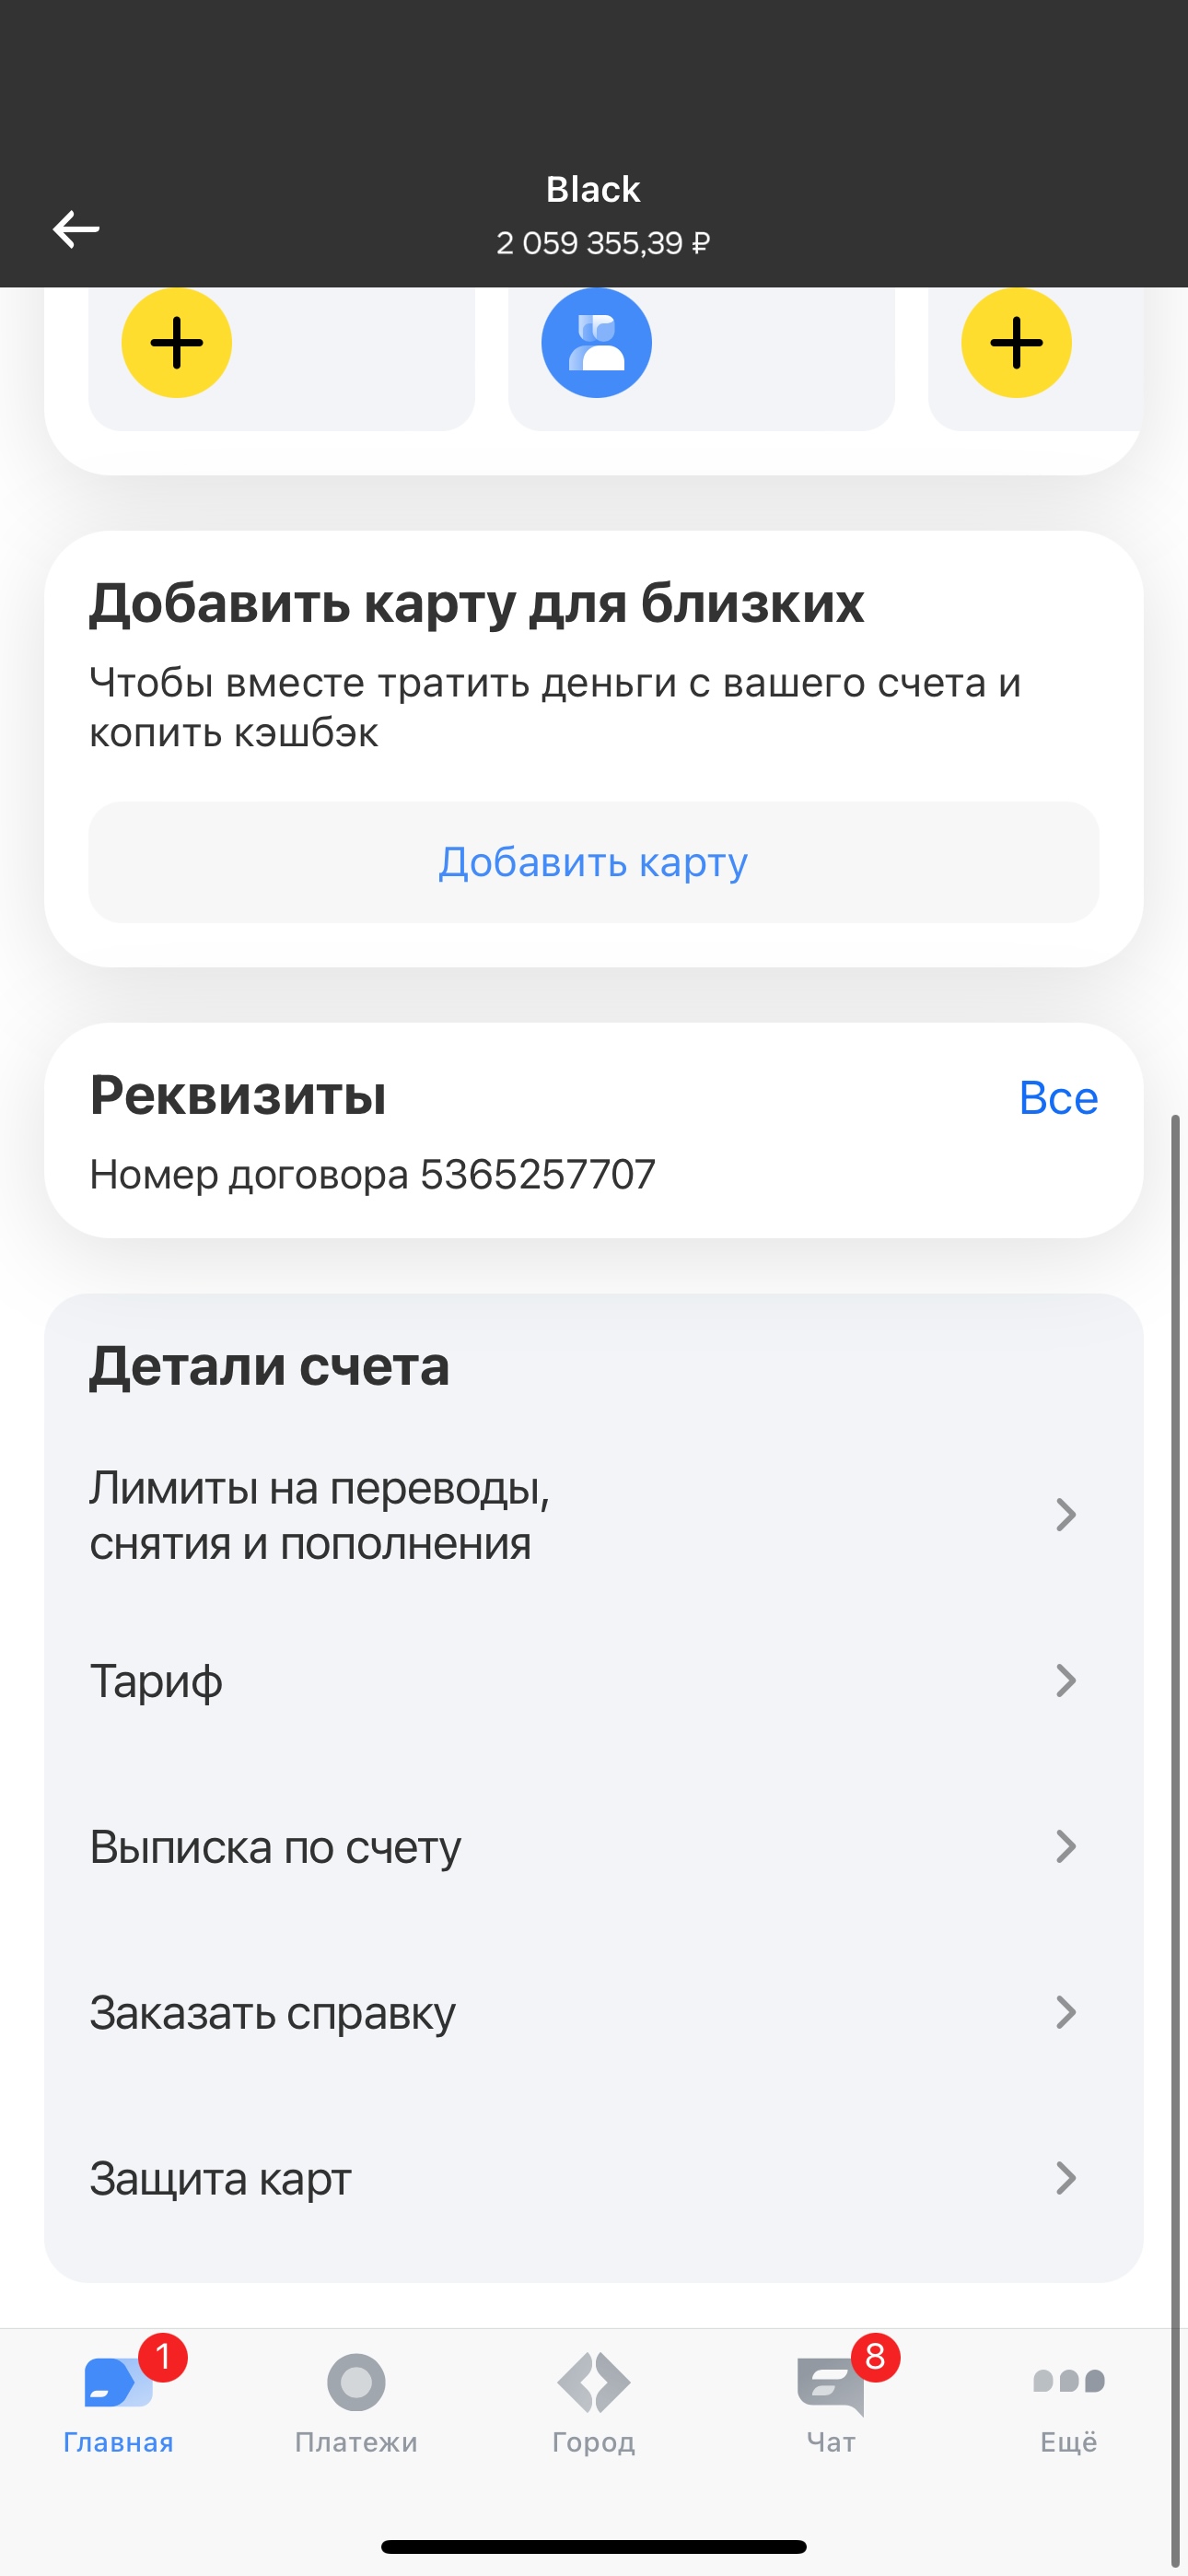 Black
2 059 355,39 ₽
Добавить карту для близких
Чтобы вместе тратить деньги с вашего счета и
копить кэшбэк
Добавить карту
Реквизиты
Все
Номер договора 5365257707
Детали счета
Лимиты на переводы,
снятия и пополнения
Тариф
Выписка по счету
Заказать справку
Защита карт
1
8
Главная
Платежи
Город
Чат
Ещё